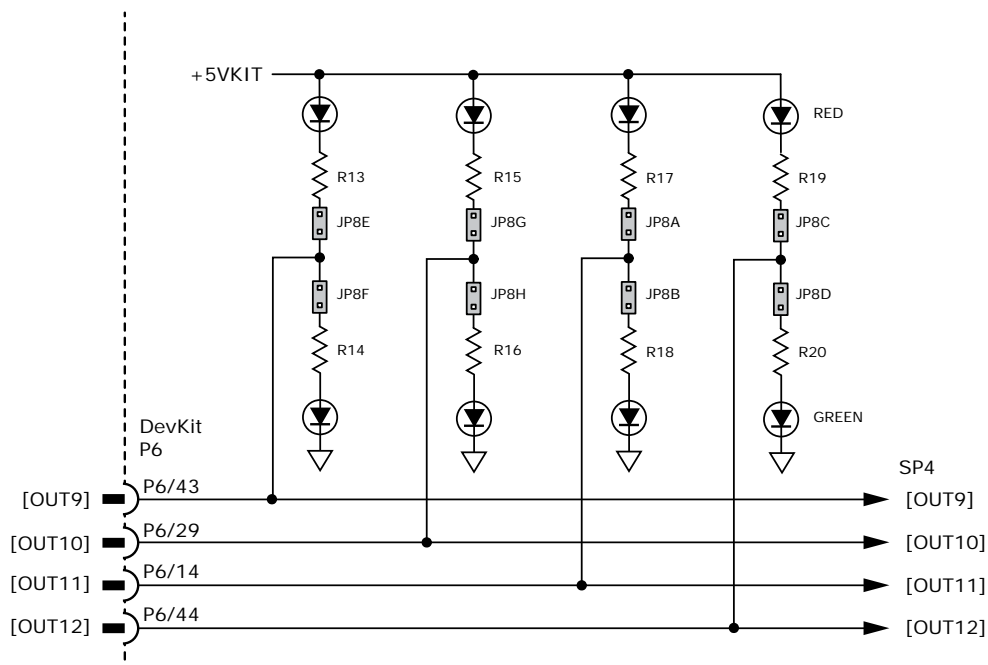 +5VKIT
RED
R13
R15
R17
R19
JP8E
JP8G
JP8A
JP8C
JP8F
JP8H
JP8B
JP8D
R14
R16
R18
R20
GREEN
DevKit
P6
SP4
[OUT9] P6/43 [OUT9]
[OUT10] P6/29 [OUT10]
[OUT11] P6/14 [OUT11]
[OUT12] P6/44 [OUT12]